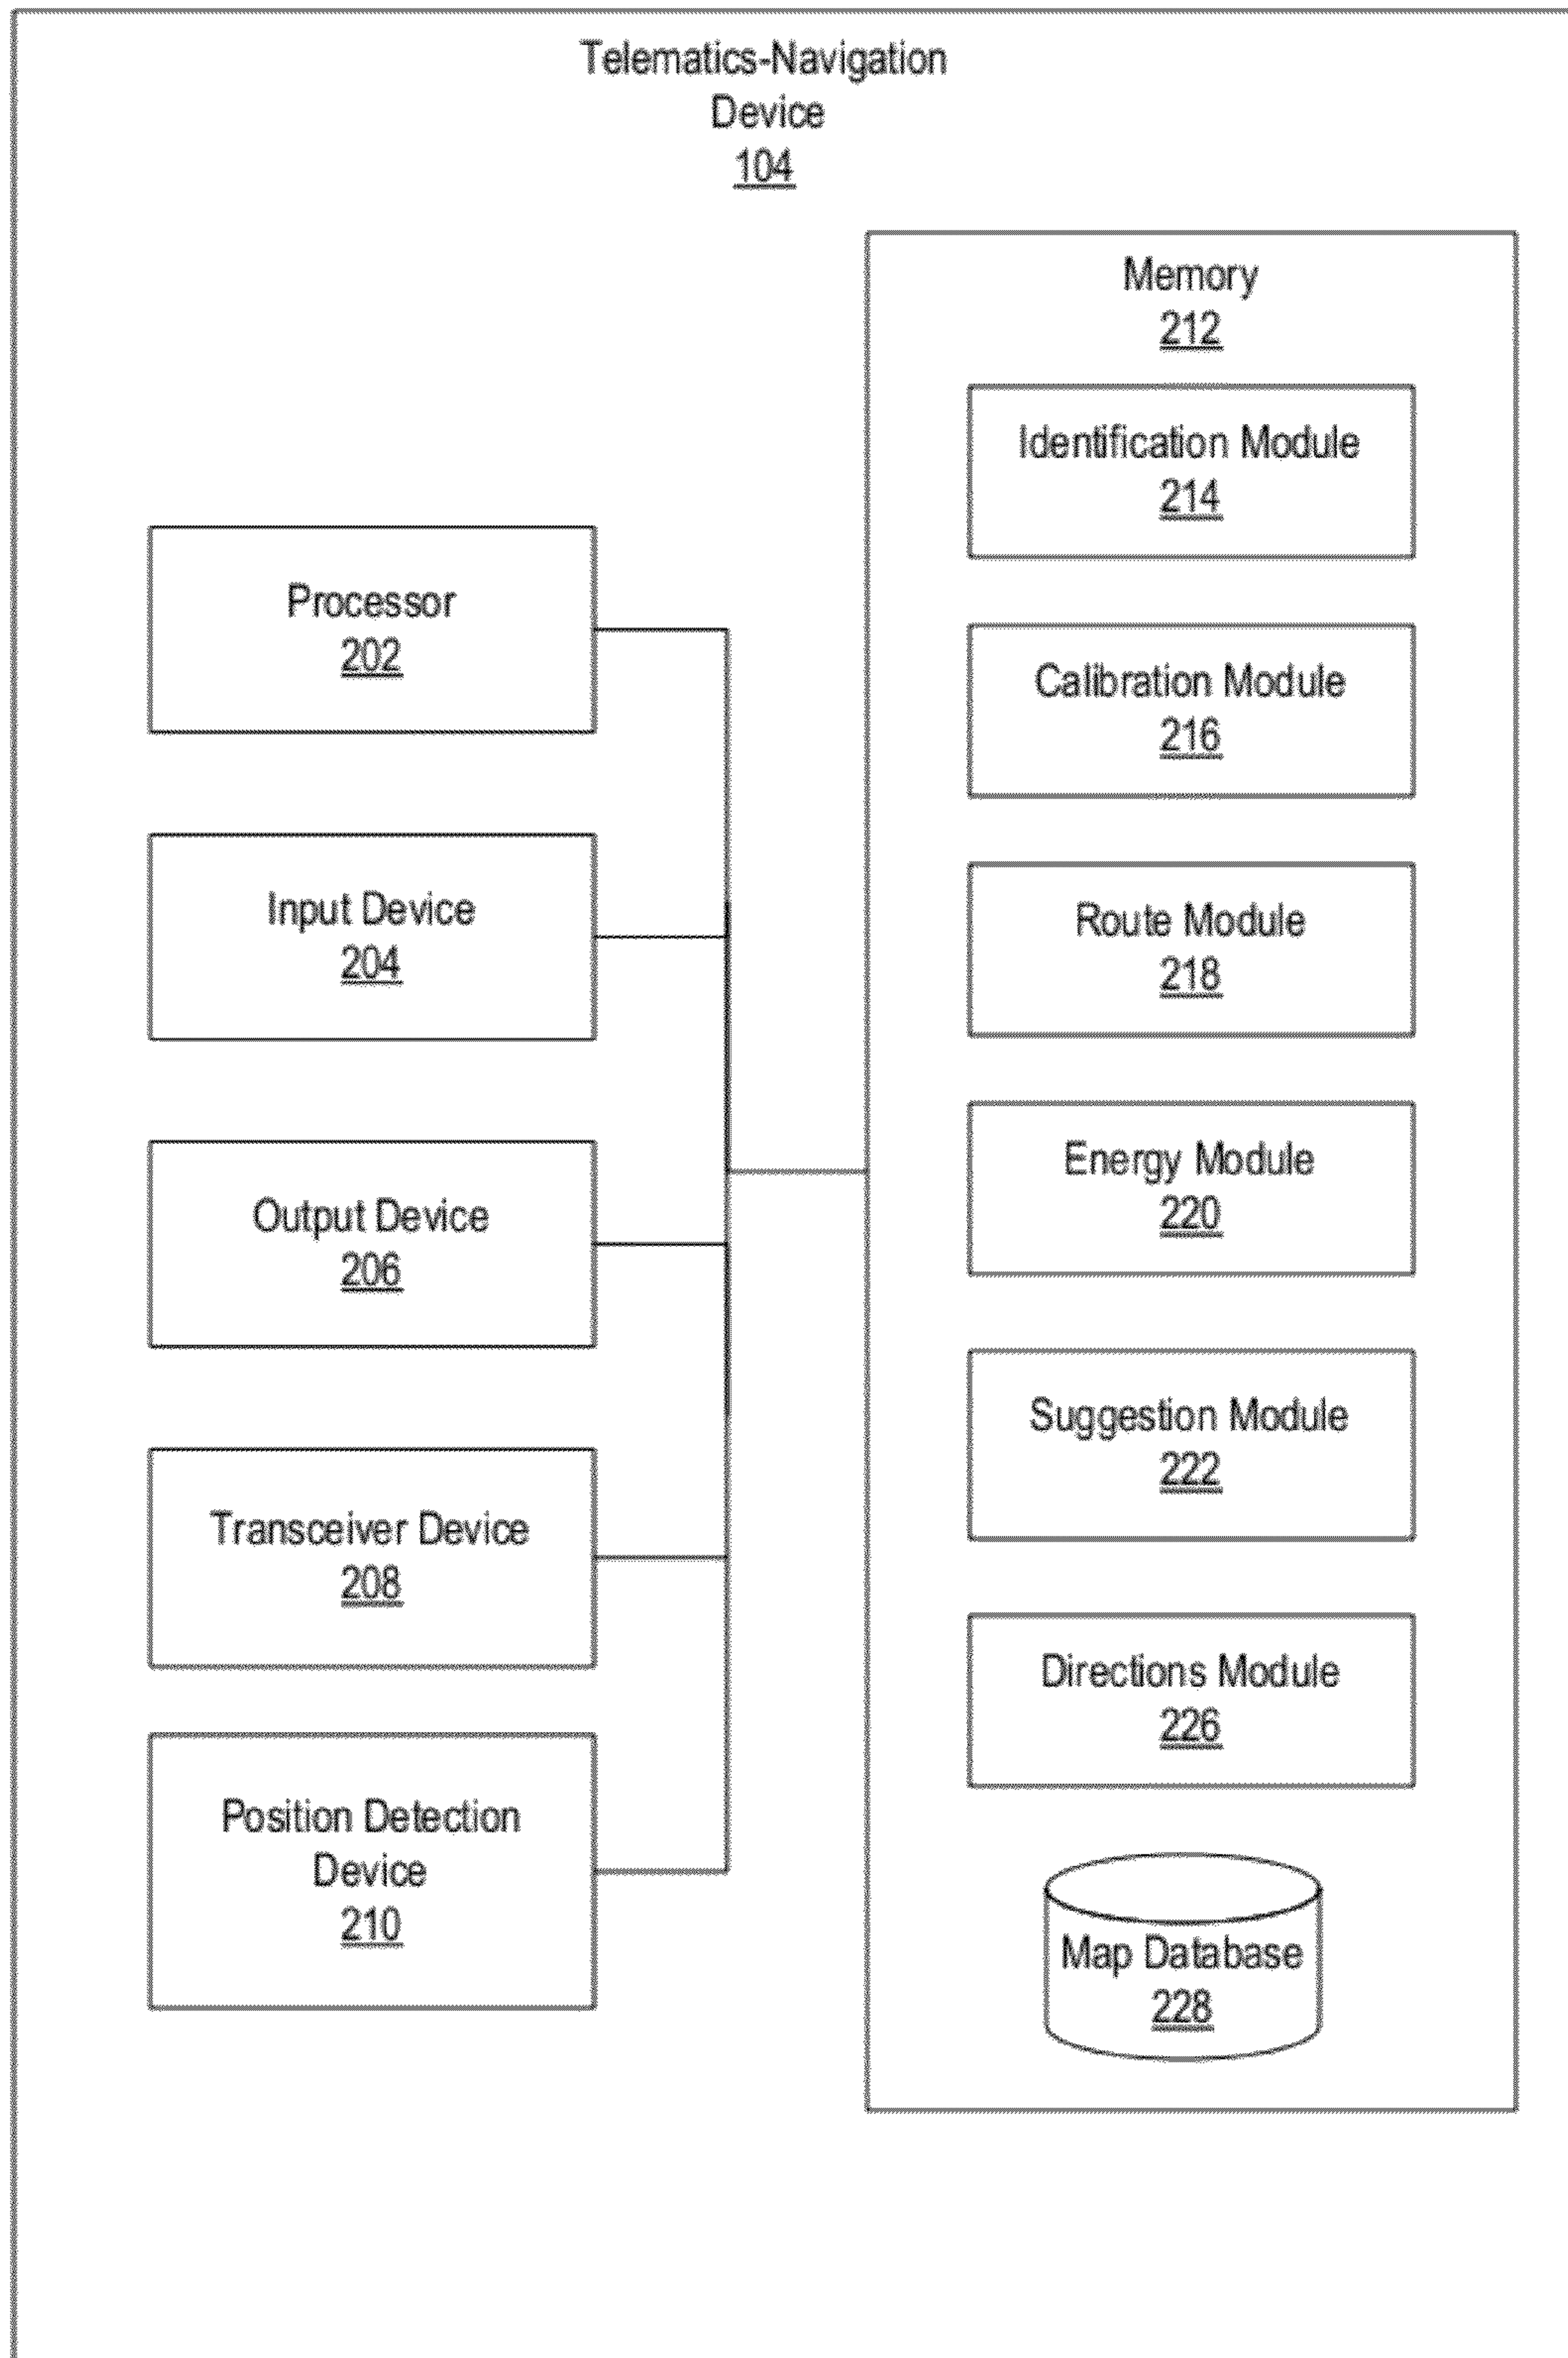 Telematics-Navigation
Device
104
Processor
202
Input Device
204
Output Device
206
Transceiver Device
208
Position Detection
Device
210
Memory
212
Identification Module
214
Calibration Module
216
Route Module
218
Energy Module
220
Suggestion Module
222
Directions Module
226
Map Database
228